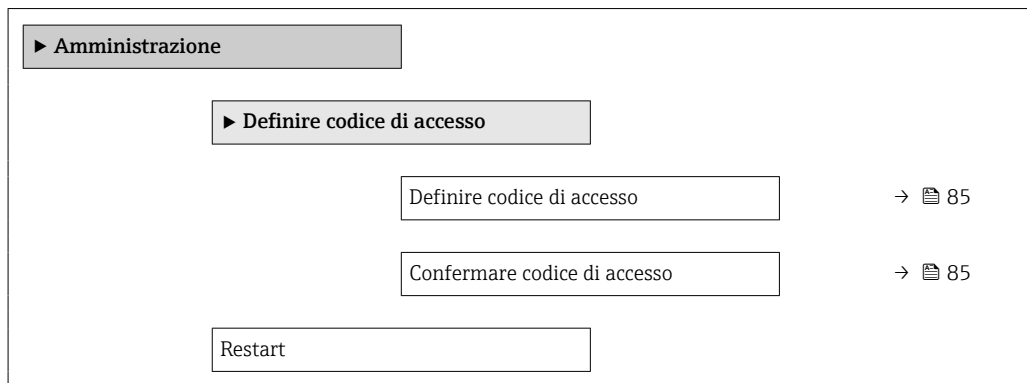 ▶ Amministrazione
▶ Definire codice di accesso
Definire codice di accesso → 85
Confermare codice di accesso → 85
Restart